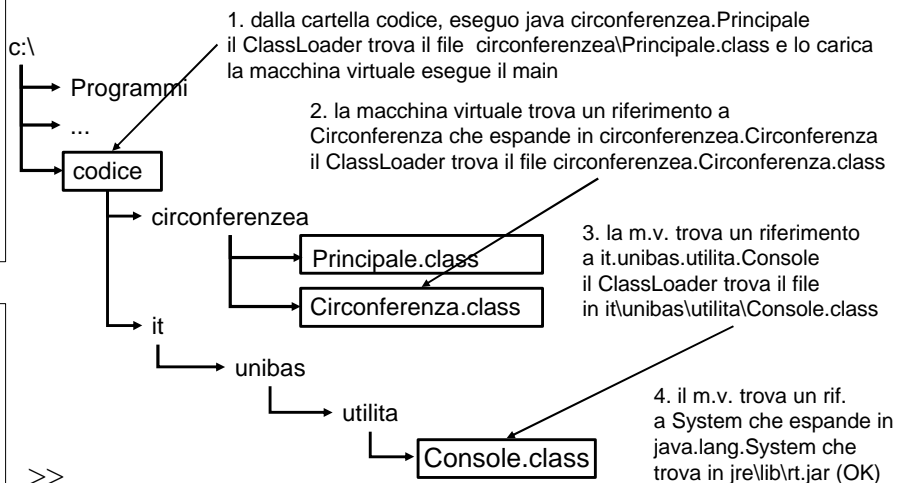 1. dalla cartella codice, eseguo java circonferenzea.Principale
il ClassLoader trova il file circonferenzea\Principale.class e lo carica
la macchina virtuale esegue il main
c:\
Programmi
...
codice
2. la macchina virtuale trova un riferimento a
Circonferenza che espande in circonferenzea.Circonferenza
il ClassLoader trova il file circonferenzea.Circonferenza.class
circonferenzea
Principale.class
Circonferenza.class
3. la m.v. trova un riferimento
a it.unibas.utilita.Console
il ClassLoader trova il file
in it\unibas\utilita\Console.class
it
unibas
utilita
Console.class
4. il m.v. trova un rif.
a System che espande in
java.lang.System che
trova in jre\lib\rt.jar (OK)
>>